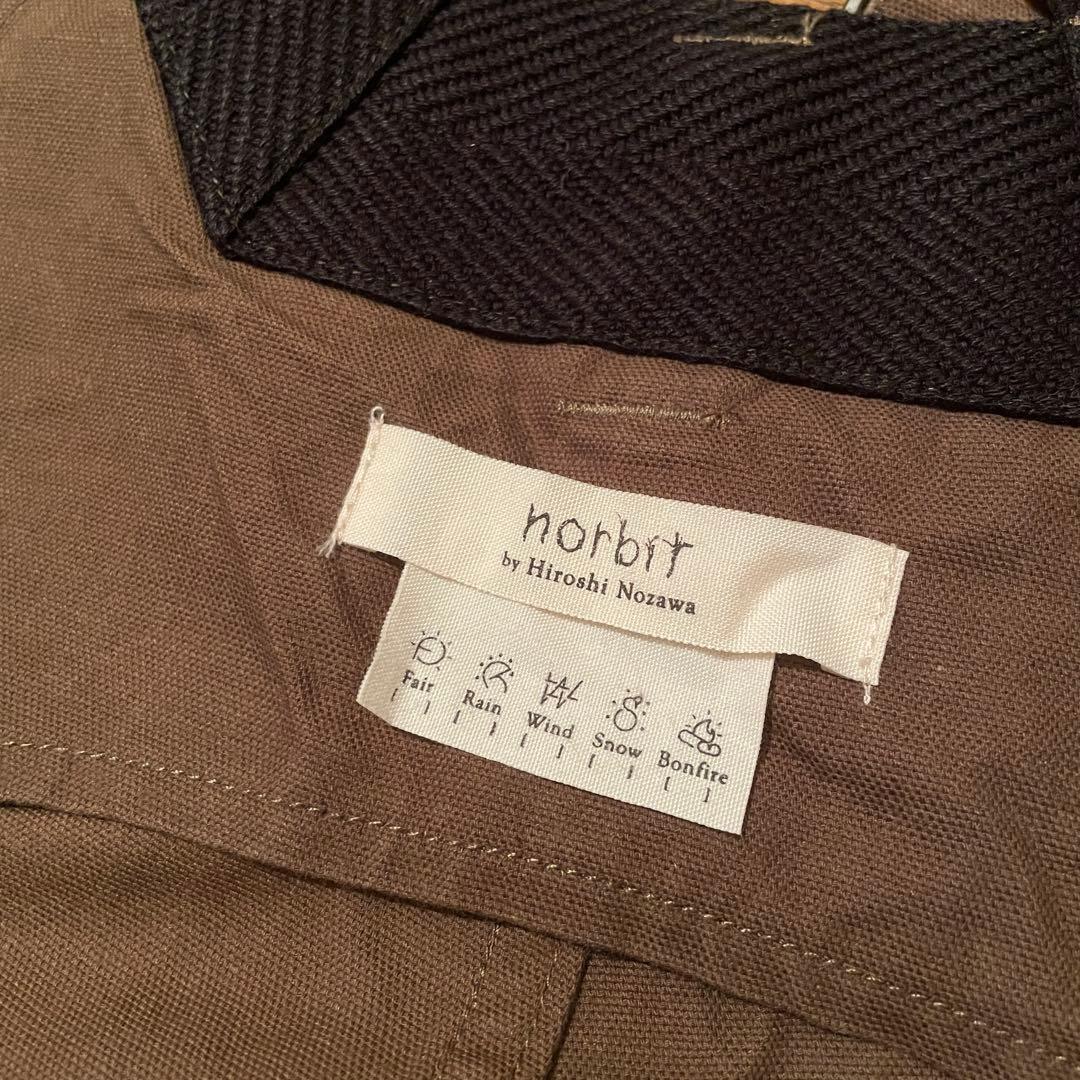 norbit
by Hiroshi Nozawa
Fair Rain Wind Snow Bonfire
[ ] [ ] [ ] [ ] [ ]